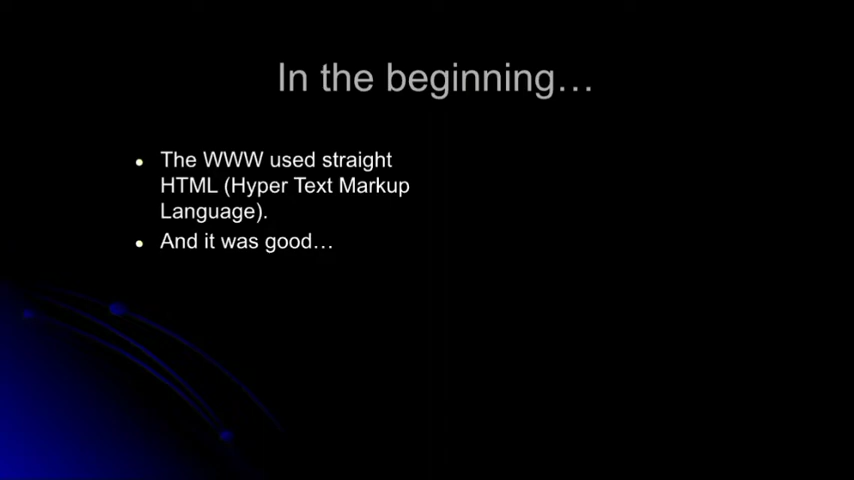 In the beginning…
The WWW used straight
HTML (Hyper Text Markup
Language).
And it was good…